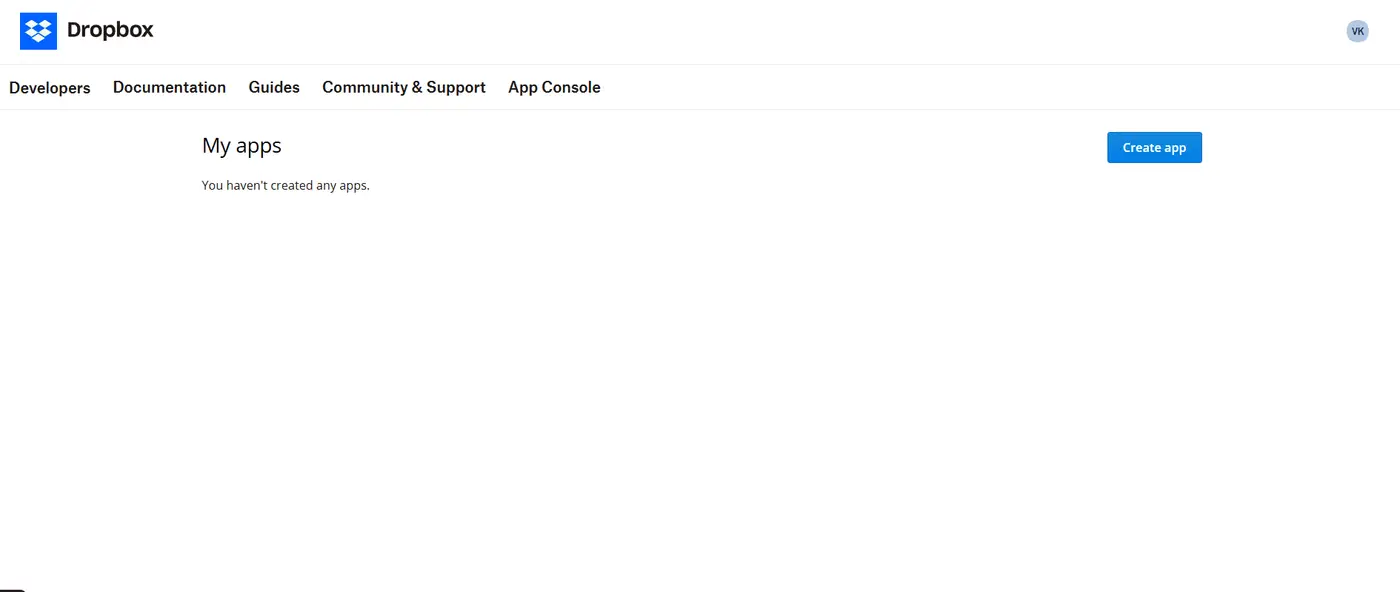 Dropbox
VK
Developers Documentation Guides Community & Support App Console
My apps
Create app
You haven't created any apps.